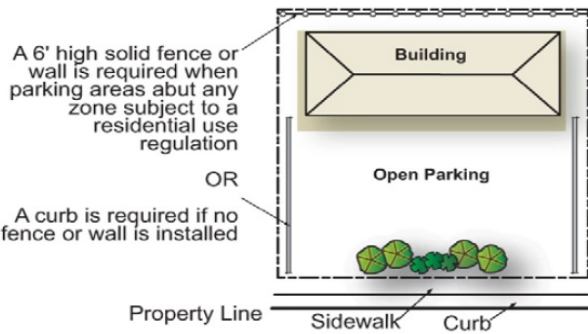 A 6' high solid fence or
wall is required when
parking areas abut any
zone subject to a
residential use
regulation
OR
A curb is required if no
fence or wall is installed
Building
Open Parking
Property Line
Sidewalk
Curb